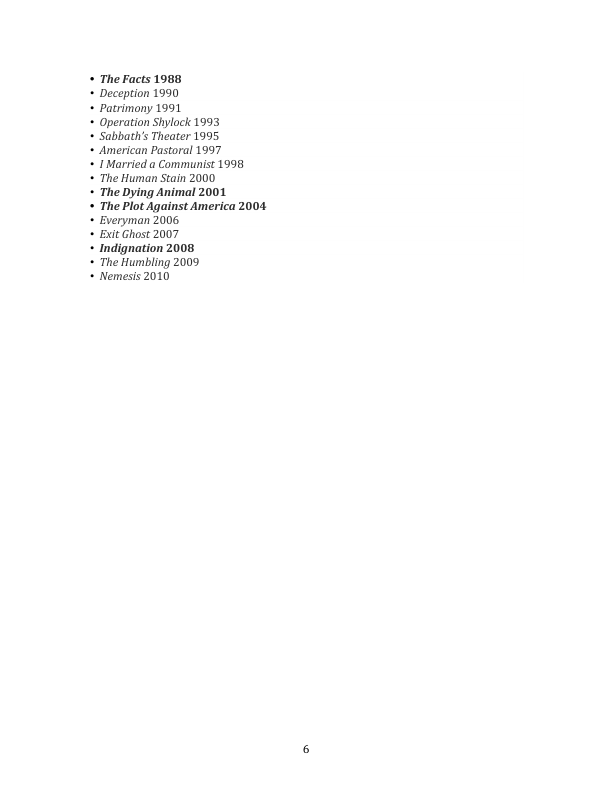 • The Facts 1988
• Deception 1990
• Patrimony 1991
• Operation Shylock 1993
• Sabbath's Theater 1995
• American Pastoral 1997
• I Married a Communist 1998
• The Human Stain 2000
• The Dying Animal 2001
• The Plot Against America 2004
• Everyman 2006
• Exit Ghost 2007
• Indignation 2008
• The Humbling 2009
• Nemesis 2010
6